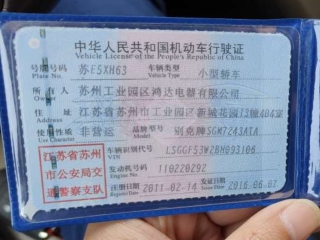 中华人民共和国机动车行驶证
Vehicle License of the People's Republic of China
号牌号码 苏E5XH63 车辆类型 小型轿车
Plate No. Vehicle Type
所有人 苏州工业园区鸿达电器有限公司
Owner
住址 江苏省苏州市工业园区新城花园13幢404室
Address
使用性质 非营运 品牌型号 别克牌SGM7243ATA
Use Character Model
江苏省苏州
市公安局交
通警察支队
车辆识别代号 LSGGF53W2BH093106
VIN
发动机号码 110220292
Engine No.
注册日期 2011-02-14 发证日期 2016-06-02
Register Date Issue Date